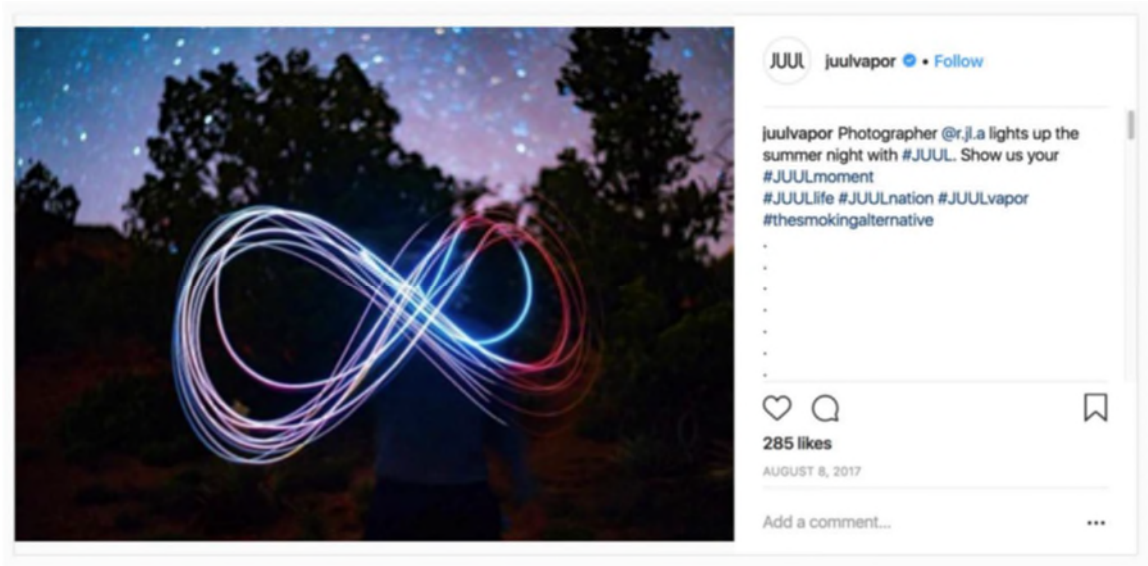 JUUL juulvapor • Follow
juulvapor Photographer @r.jl.a lights up the
summer night with #JUUL. Show us your
#JUULmoment
#JUULlife #JUULnation #JUULvapor
#thesmokingalternative
.
.
.
.
.
.
.
285 likes
AUGUST 8, 2017
Add a comment...